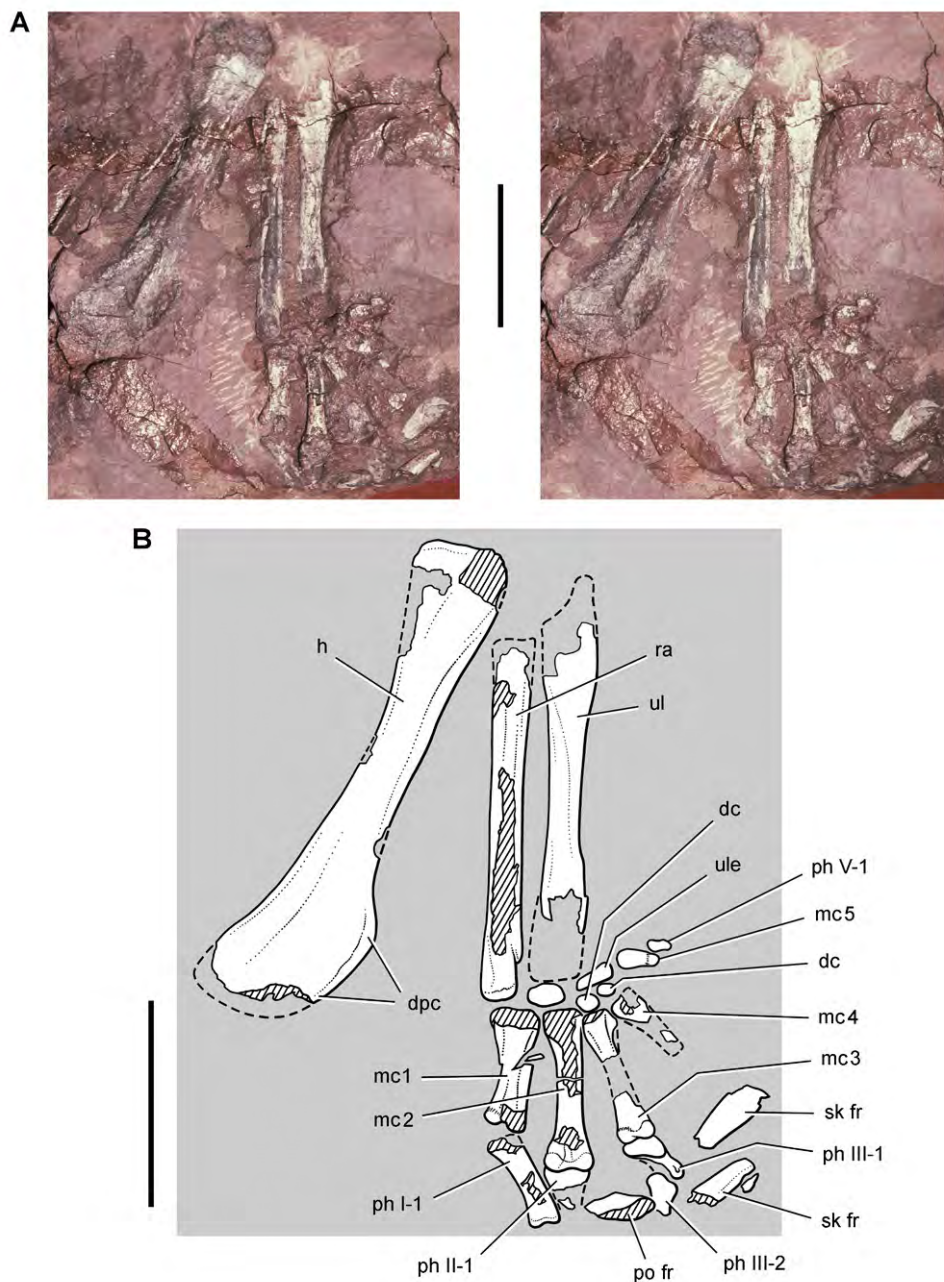 A
B
h
ra
ul
dc
ule
ph V-1
mc5
dc
dpc
mc4
mc1
mc3
mc2
sk fr
ph III-1
ph I-1
sk fr
ph II-1
po fr
ph III-2